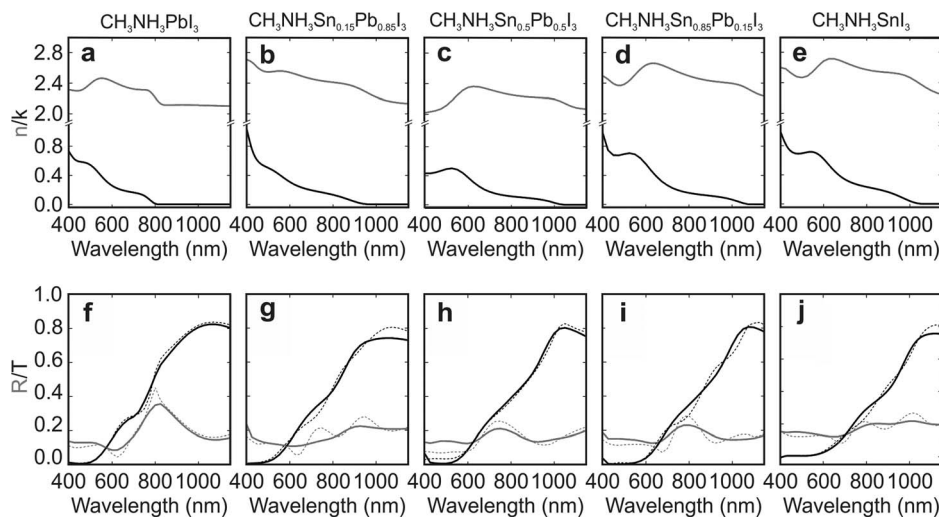 CH₃NH₃PbI₃ CH₃NH₃Sn₀.₁₅Pb₀.₈₅I₃ CH₃NH₃Sn₀.₅Pb₀.₅I₃ CH₃NH₃Sn₀.₈₅Pb₀.₁₅I₃ CH₃NH₃SnI₃
a b c d e
2.8
2.4
2.0
n/k
0.8
0.4
0.0
400 600 800 1000 400 600 800 1000 400 600 800 1000 400 600 800 1000 400 600 800 1000
Wavelength (nm) Wavelength (nm) Wavelength (nm) Wavelength (nm) Wavelength (nm)
f g h i j
1.0
0.8
0.6
R/T
0.4
0.2
0.0
400 600 800 1000 400 600 800 1000 400 600 800 1000 400 600 800 1000 400 600 800 1000
Wavelength (nm) Wavelength (nm) Wavelength (nm) Wavelength (nm) Wavelength (nm)